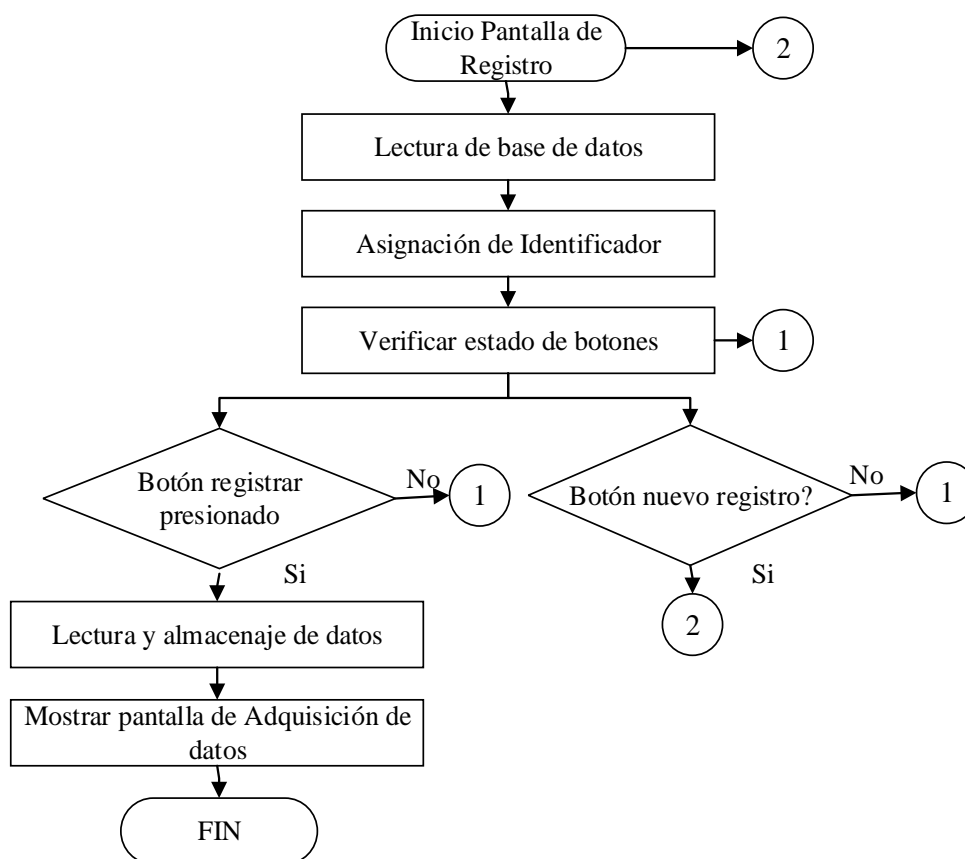 Inicio Pantalla de
Registro
2
Lectura de base de datos
Asignación de Identificador
Verificar estado de botones
1
Botón registrar
presionado
No
1
Botón nuevo registro?
No
1
Si
Si
2
Lectura y almacenaje de datos
Mostrar pantalla de Adquisición de
datos
FIN